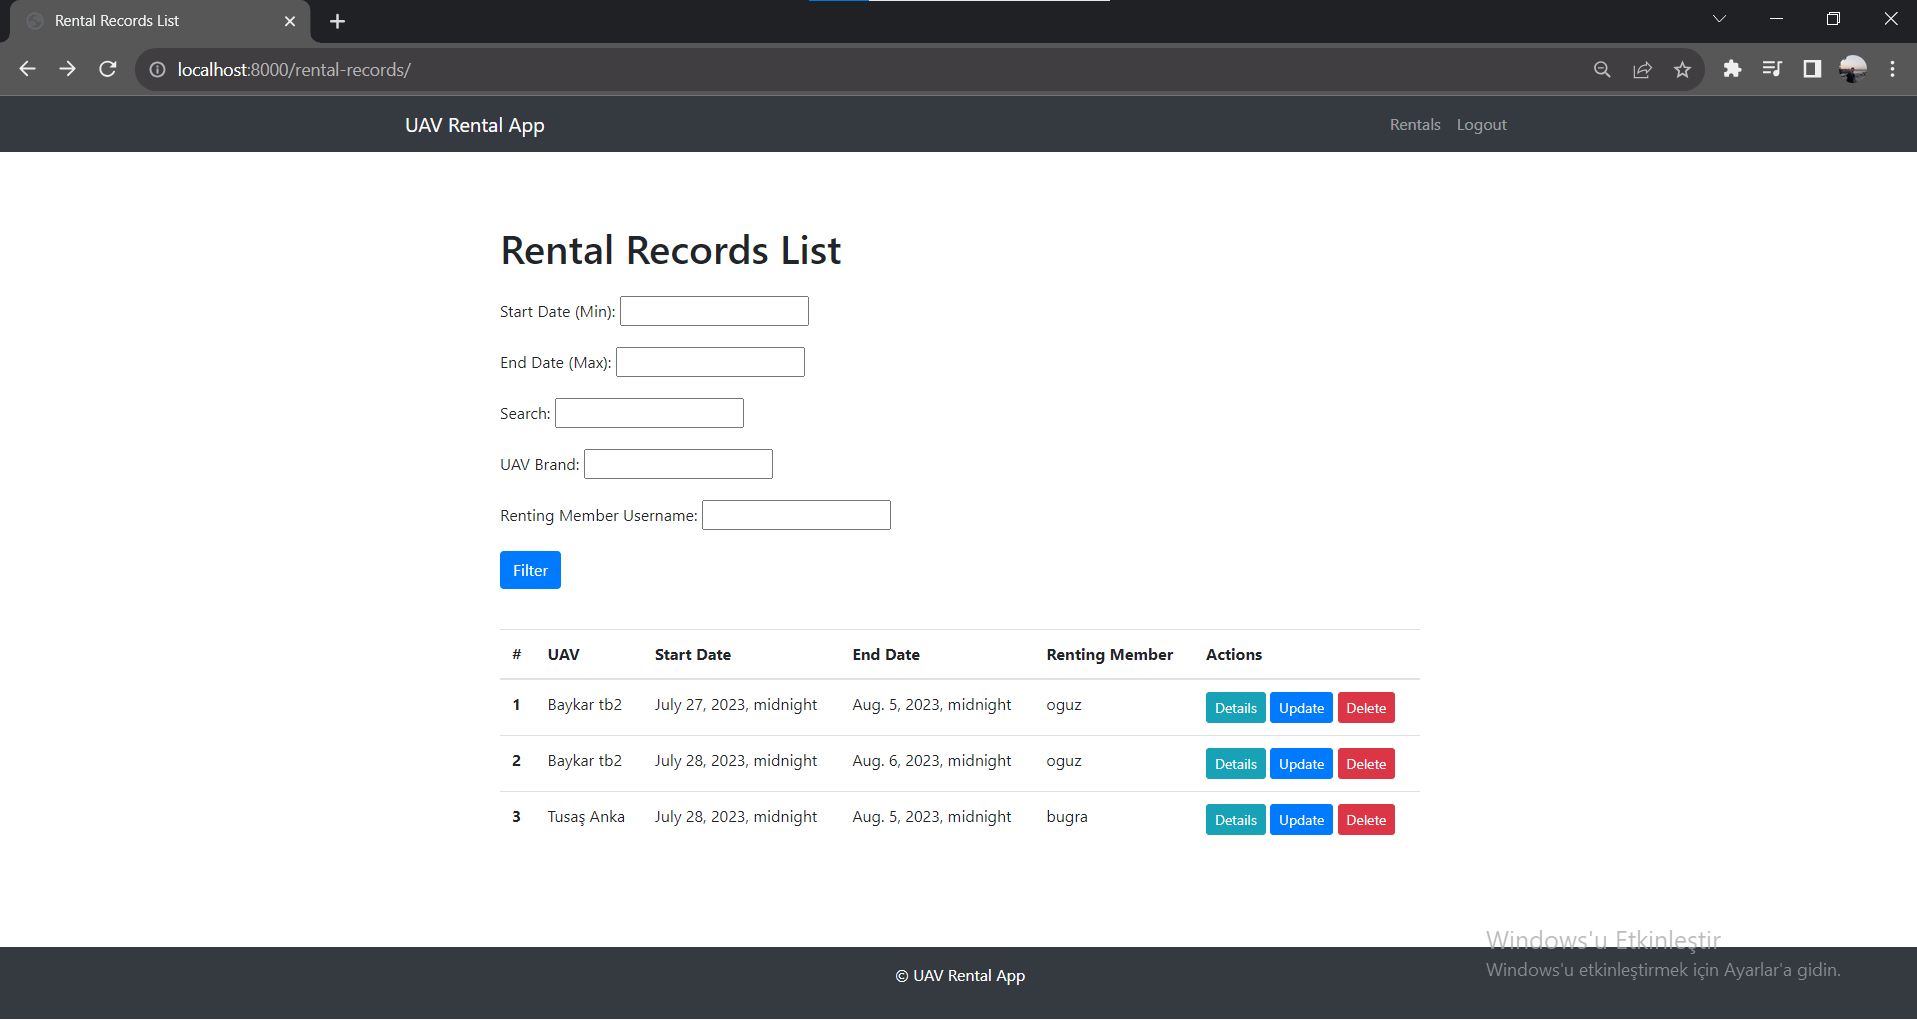 Rental Records List
localhost:8000/rental-records/
UAV Rental App
Rentals Logout
Rental Records List
Start Date (Min):
End Date (Max):
Search:
UAV Brand:
Renting Member Username:
Filter
# UAV Start Date End Date Renting Member Actions
1 Baykar tb2 July 27, 2023, midnight Aug. 5, 2023, midnight oguz Details Update Delete
2 Baykar tb2 July 28, 2023, midnight Aug. 6, 2023, midnight oguz Details Update Delete
3 Tusaş Anka July 28, 2023, midnight Aug. 5, 2023, midnight bugra Details Update Delete
Windows'u Etkinleştir
Windows'u etkinleştirmek için Ayarlar'a gidin.
© UAV Rental App